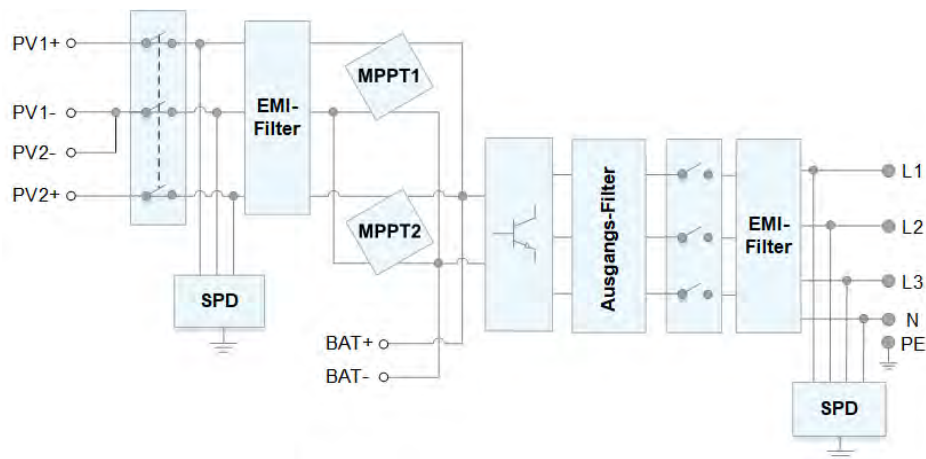 PV1+
PV1-
PV2-
PV2+
EMI-
Filter
MPPT1
MPPT2
SPD
BAT+
BAT-
Ausgangs-Filter
EMI-
Filter
L1
L2
L3
N
PE
SPD